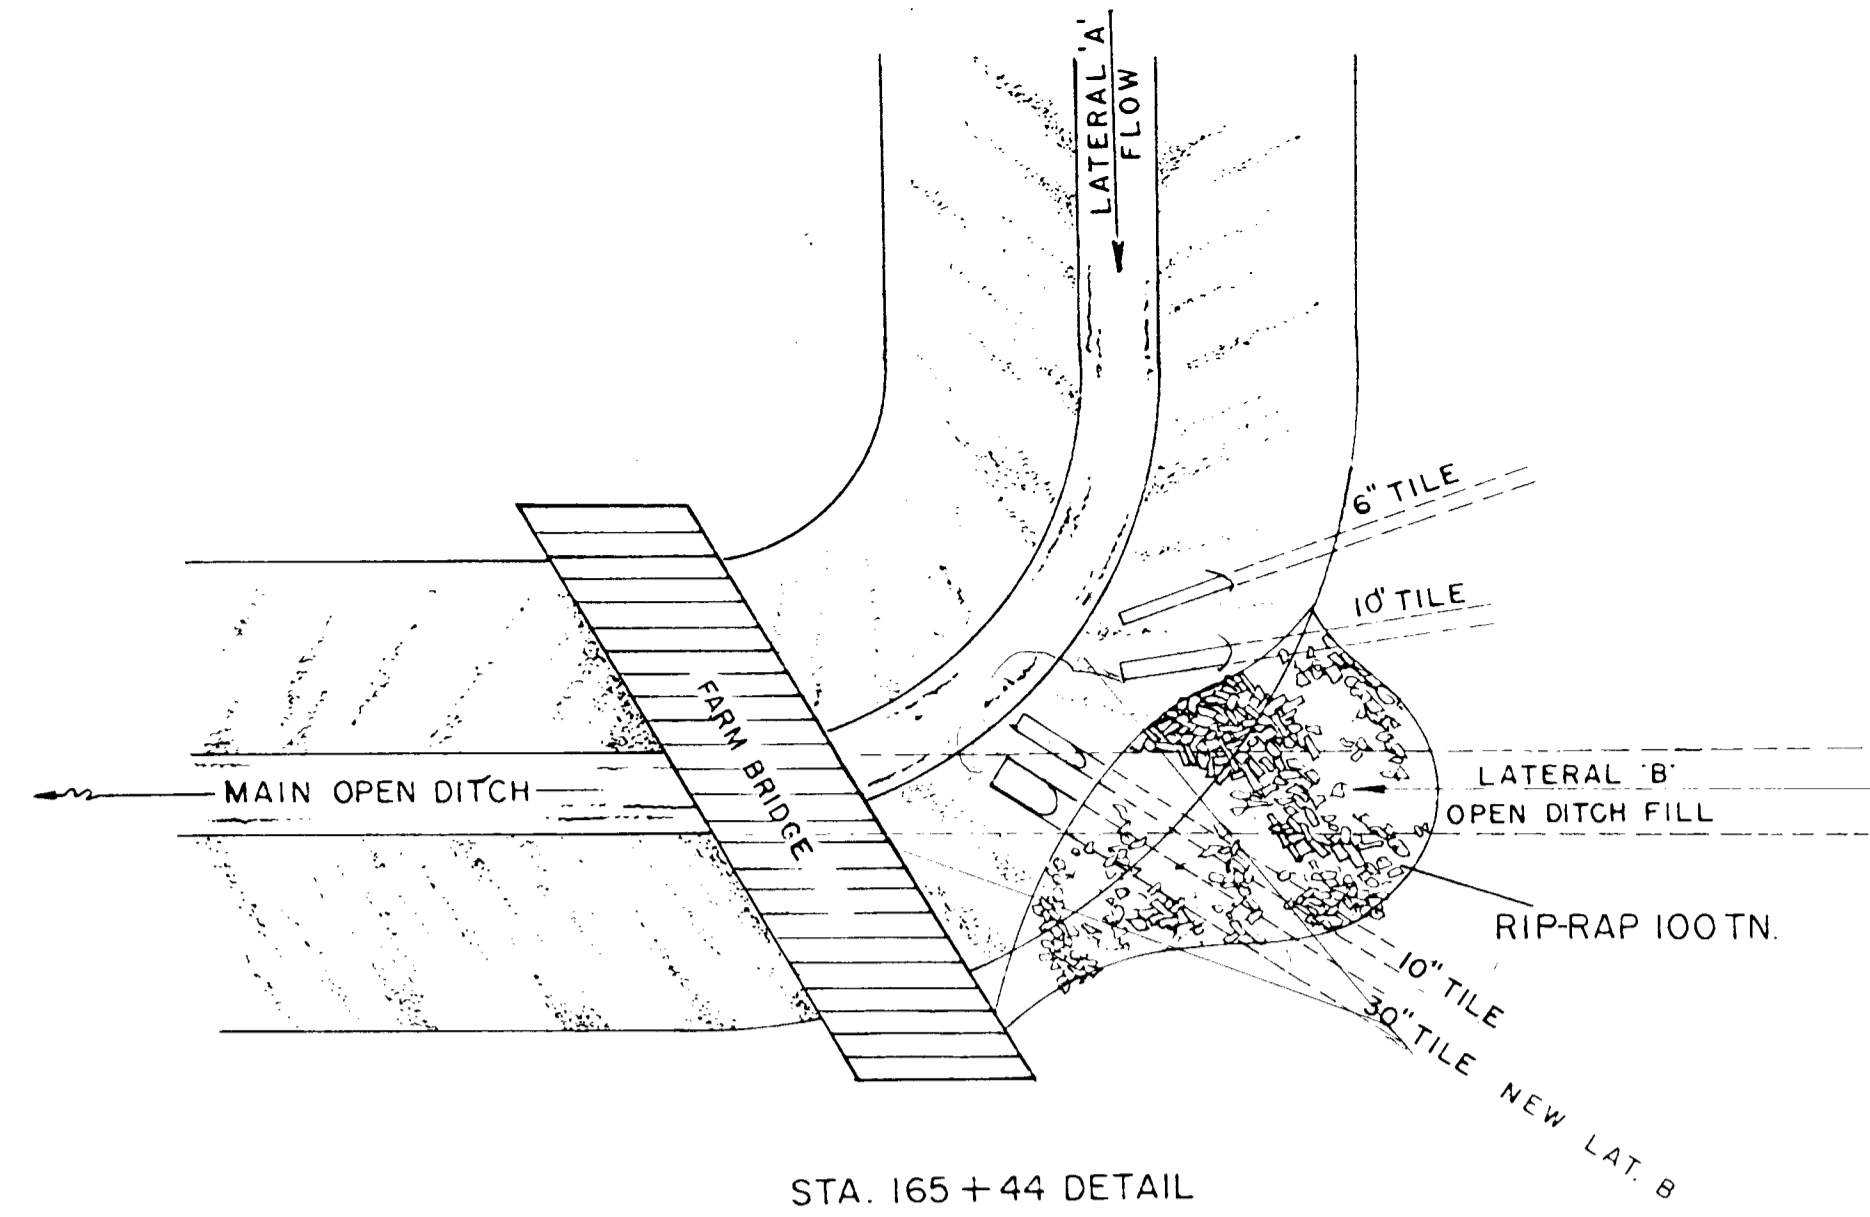 LATERAL 'A'
FLOW
6" TILE
10' TILE
FARM BRIDGE
MAIN OPEN DITCH
LATERAL 'B'
OPEN DITCH FILL
RIP-RAP 100 TN.
10" TILE
30" TILE NEW LAT. B
STA. 165 + 44 DETAIL